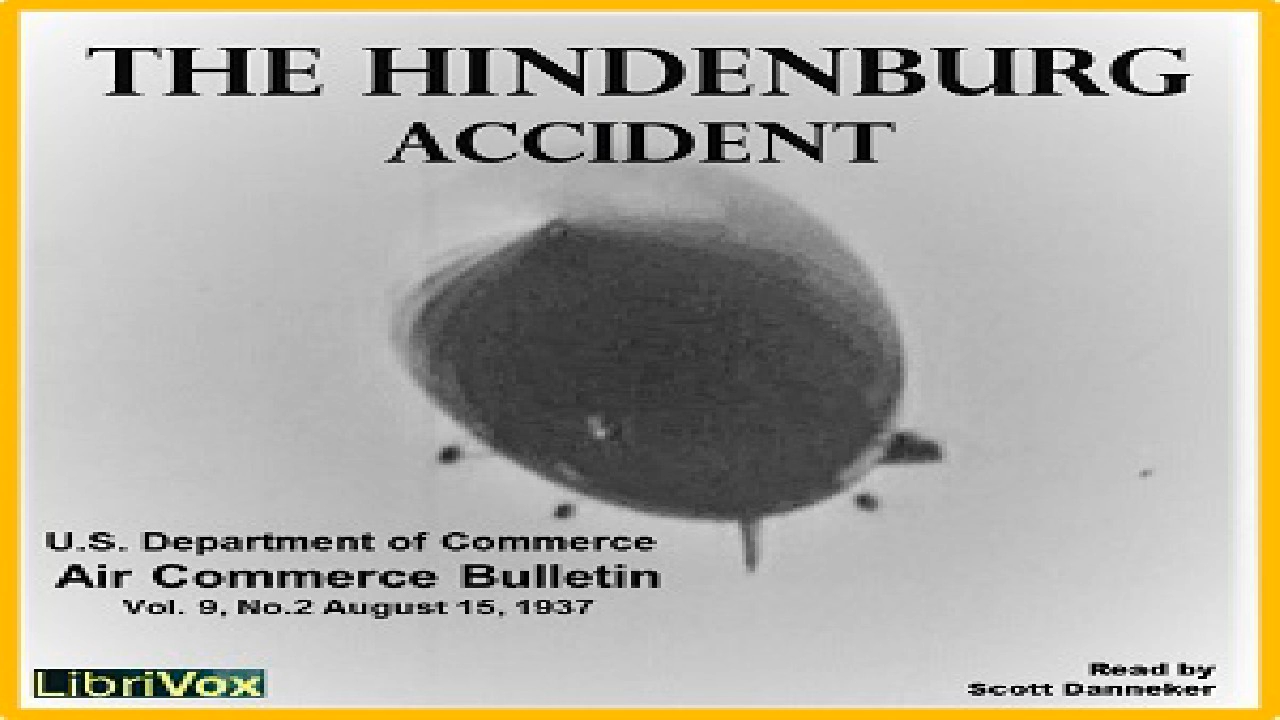 THE HINDENBURG
ACCIDENT
U.S. Department of Commerce
Air Commerce Bulletin
Vol. 9, No.2 August 15, 1937
LibriVox
Read by
Scott Danneker